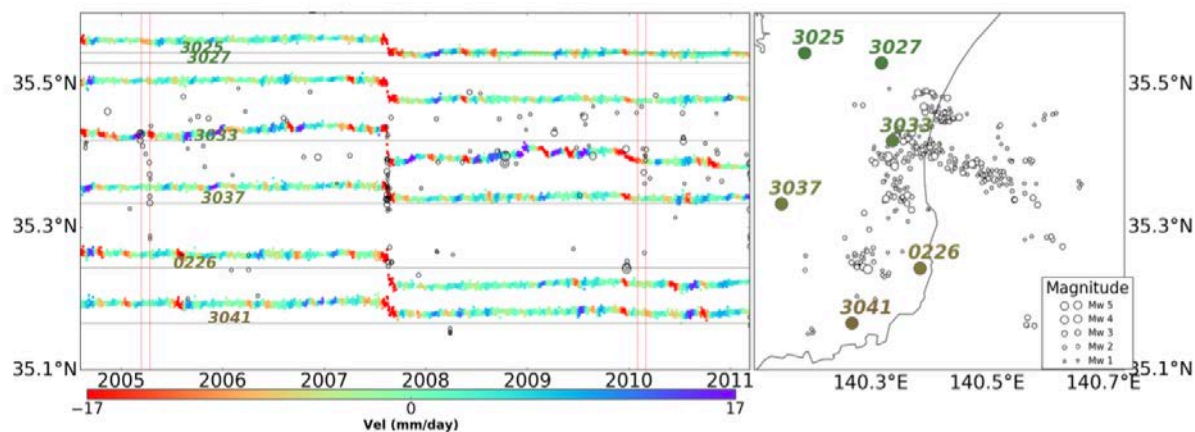 35.5°N
35.3°N
35.1°N
3025
3027
3033
3037
0226
3041
2005 2006 2007 2008 2009 2010 2011
−17 0 17
Vel (mm/day)
3025 3027
3033
3037
0226
3041
35.5°N
35.3°N
35.1°N
Magnitude
Mw 5
Mw 4
Mw 3
Mw 2
Mw 1
140.3°E 140.5°E 140.7°E